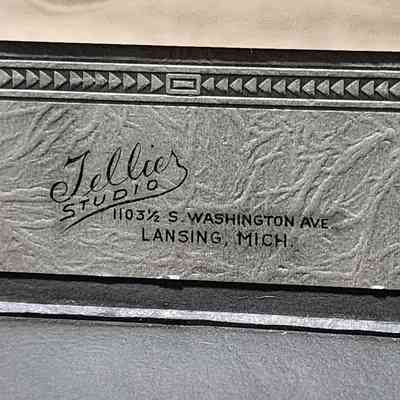 Tellier
STUDIO
1103½ S. WASHINGTON AVE.
LANSING, MICH.